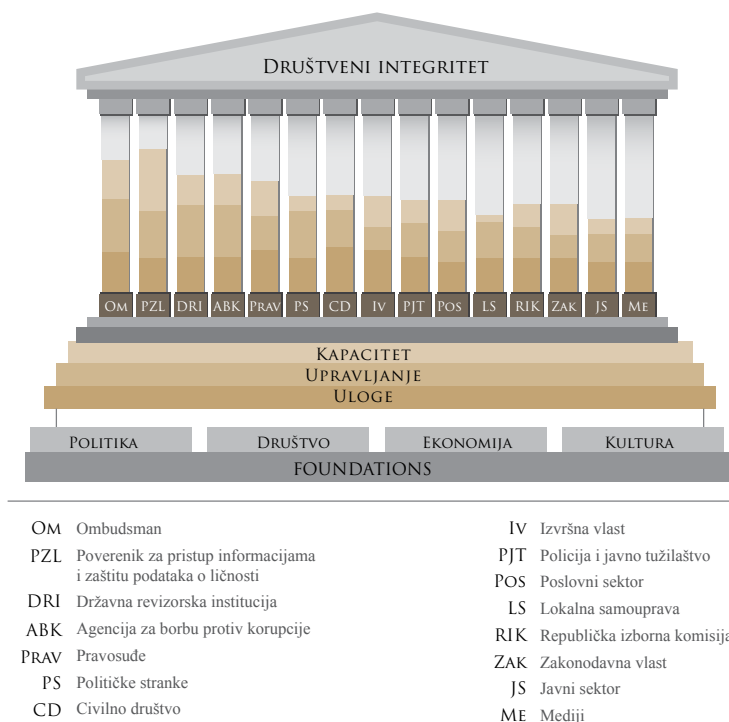 Društveni integritet
Om PZL DRI ABK Prav PS CD Iv PJT Pos LS RIK Zak JS Me
Kapacitet
Upravljanje
Uloge
Politika Društvo Ekonomija Kultura
FOUNDATIONS
Om Ombudsman
PZL Poverenik za pristup informacijama
i zaštitu podataka o ličnosti
DRI Državna revizorska institucija
ABK Agencija za borbu protiv korupcije
Prav Pravosuđe
PS Političke stranke
CD Civilno društvo
Iv Izvršna vlast
PJT Policija i javno tužilaštvo
Pos Poslovni sektor
LS Lokalna samouprava
RIK Republička izborna komisija
Zak Zakonodavna vlast
JS Javni sektor
Me Mediji